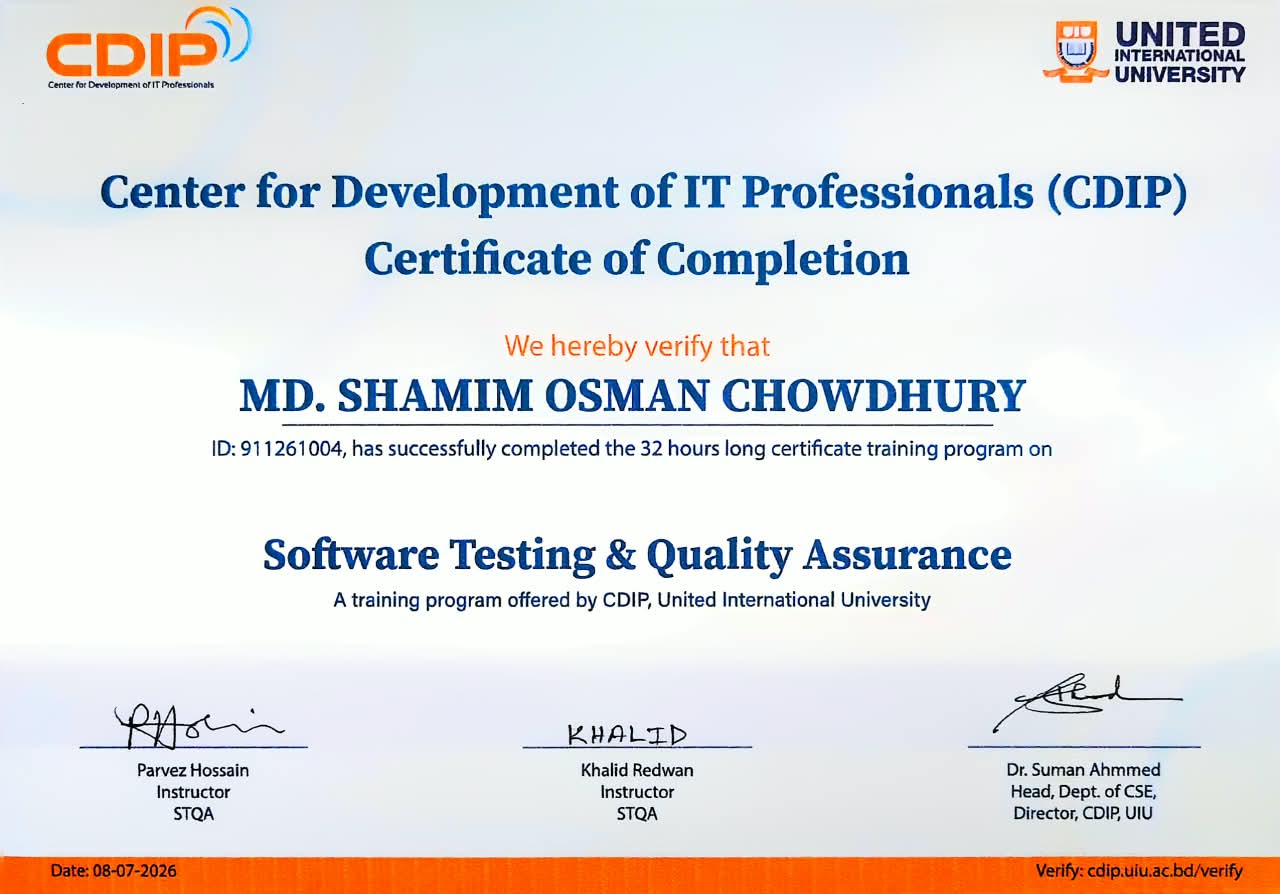 CDIP
Center for Development of IT Professionals
UNITED
INTERNATIONAL
UNIVERSITY
Center for Development of IT Professionals (CDIP)
Certificate of Completion
We hereby verify that
MD. SHAMIM OSMAN CHOWDHURY
ID: 911261004, has successfully completed the 32 hours long certificate training program on
Software Testing & Quality Assurance
A training program offered by CDIP, United International University
KHALID
Parvez Hossain
Instructor
STQA
Khalid Redwan
Instructor
STQA
Dr. Suman Ahmmed
Head, Dept. of CSE,
Director, CDIP, UIU
Date: 08-07-2026
Verify: cdip.uiu.ac.bd/verify